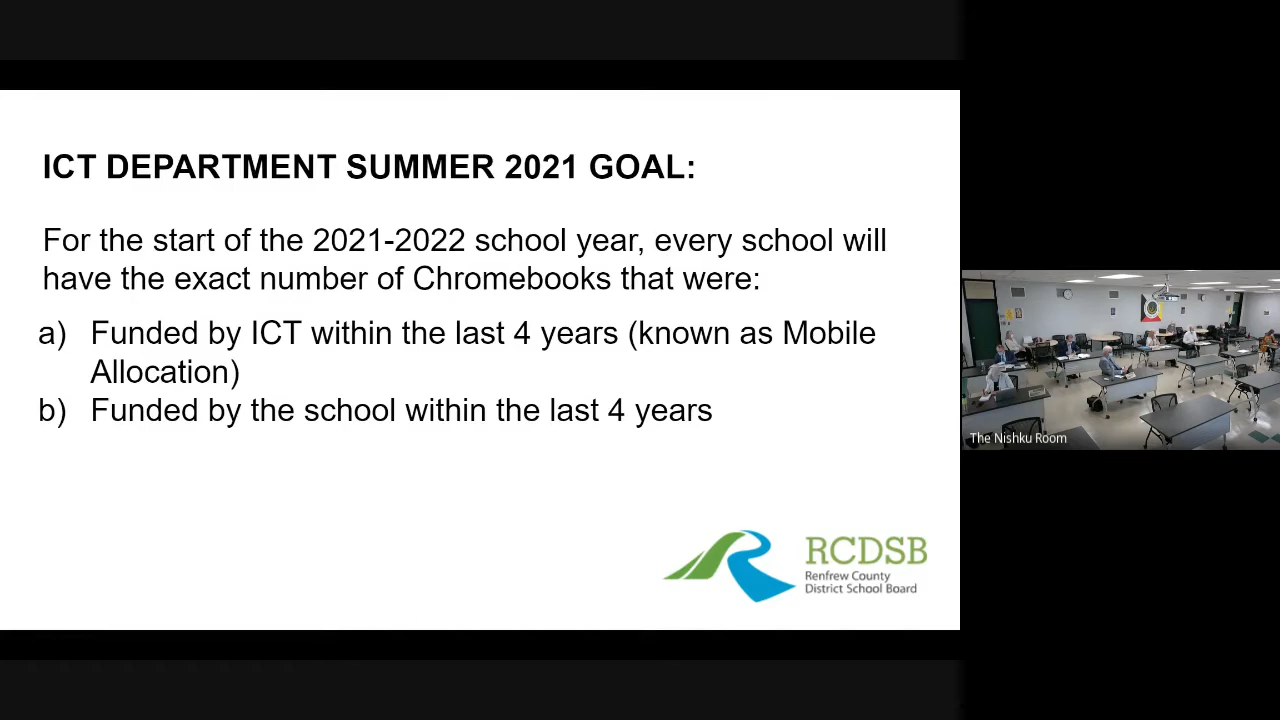 ICT DEPARTMENT SUMMER 2021 GOAL:
For the start of the 2021-2022 school year, every school will
have the exact number of Chromebooks that were:
a) Funded by ICT within the last 4 years (known as Mobile
Allocation)
b) Funded by the school within the last 4 years
RCDSB
Renfrew County
District School Board
The Nishku Room